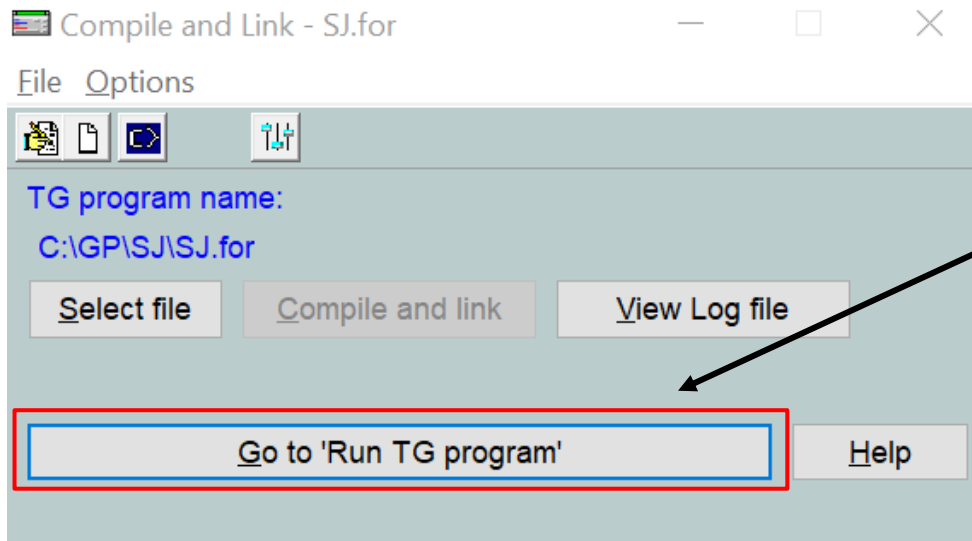 Compile and Link - SJ.for
File Options
TG program name:
C:\GP\SJ\SJ.for
Select file Compile and link View Log file
Go to 'Run TG program' Help